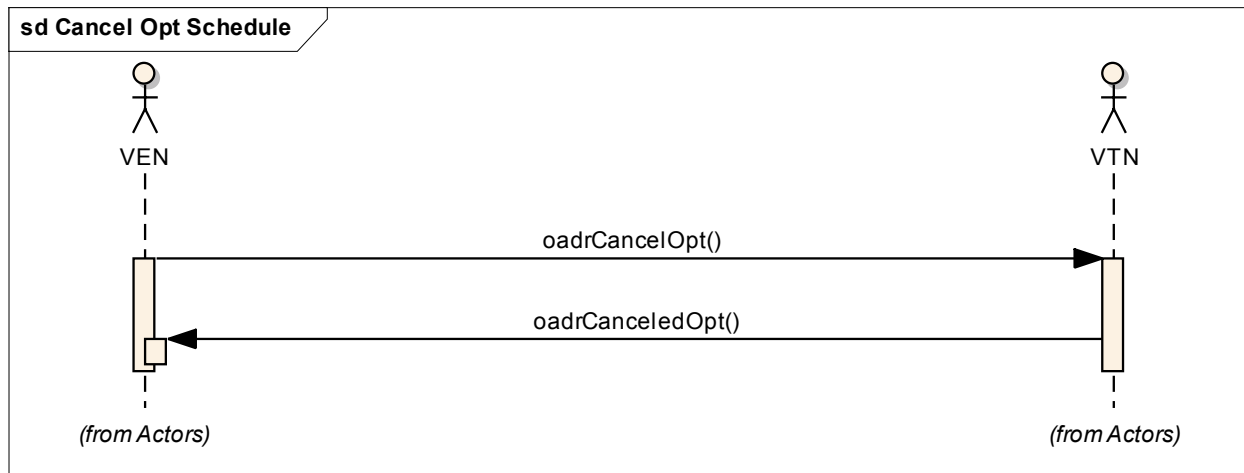 sd Cancel Opt Schedule
VEN
VTN
oadrCancelOpt()
oadrCanceledOpt()
(from Actors)
(from Actors)